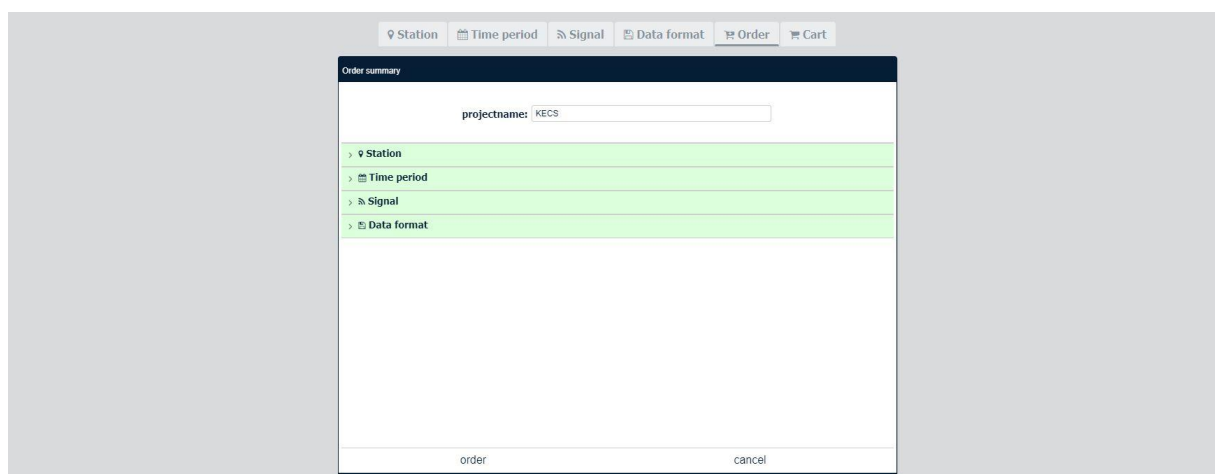 Station Time period Signal Data format Order Cart
Order summary
projectname: KECS
Station
Time period
Signal
Data format
order cancel